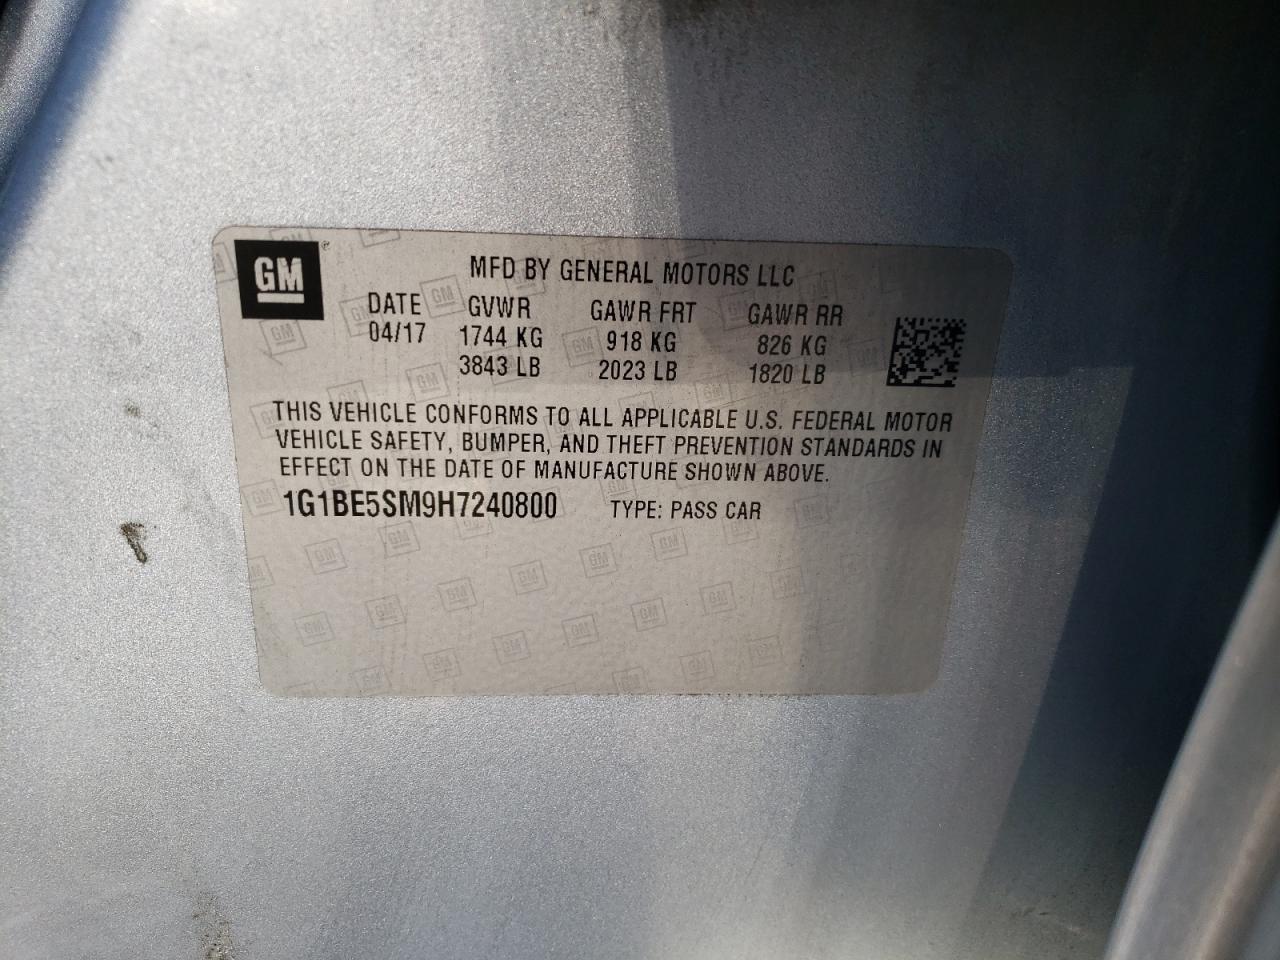 GM
MFD BY GENERAL MOTORS LLC
DATE GVWR GAWR FRT GAWR RR
04/17 1744 KG 918 KG 826 KG
3843 LB 2023 LB 1820 LB
THIS VEHICLE CONFORMS TO ALL APPLICABLE U.S. FEDERAL MOTOR
VEHICLE SAFETY, BUMPER, AND THEFT PREVENTION STANDARDS IN
EFFECT ON THE DATE OF MANUFACTURE SHOWN ABOVE.
1G1BE5SM9H7240800 TYPE: PASS CAR